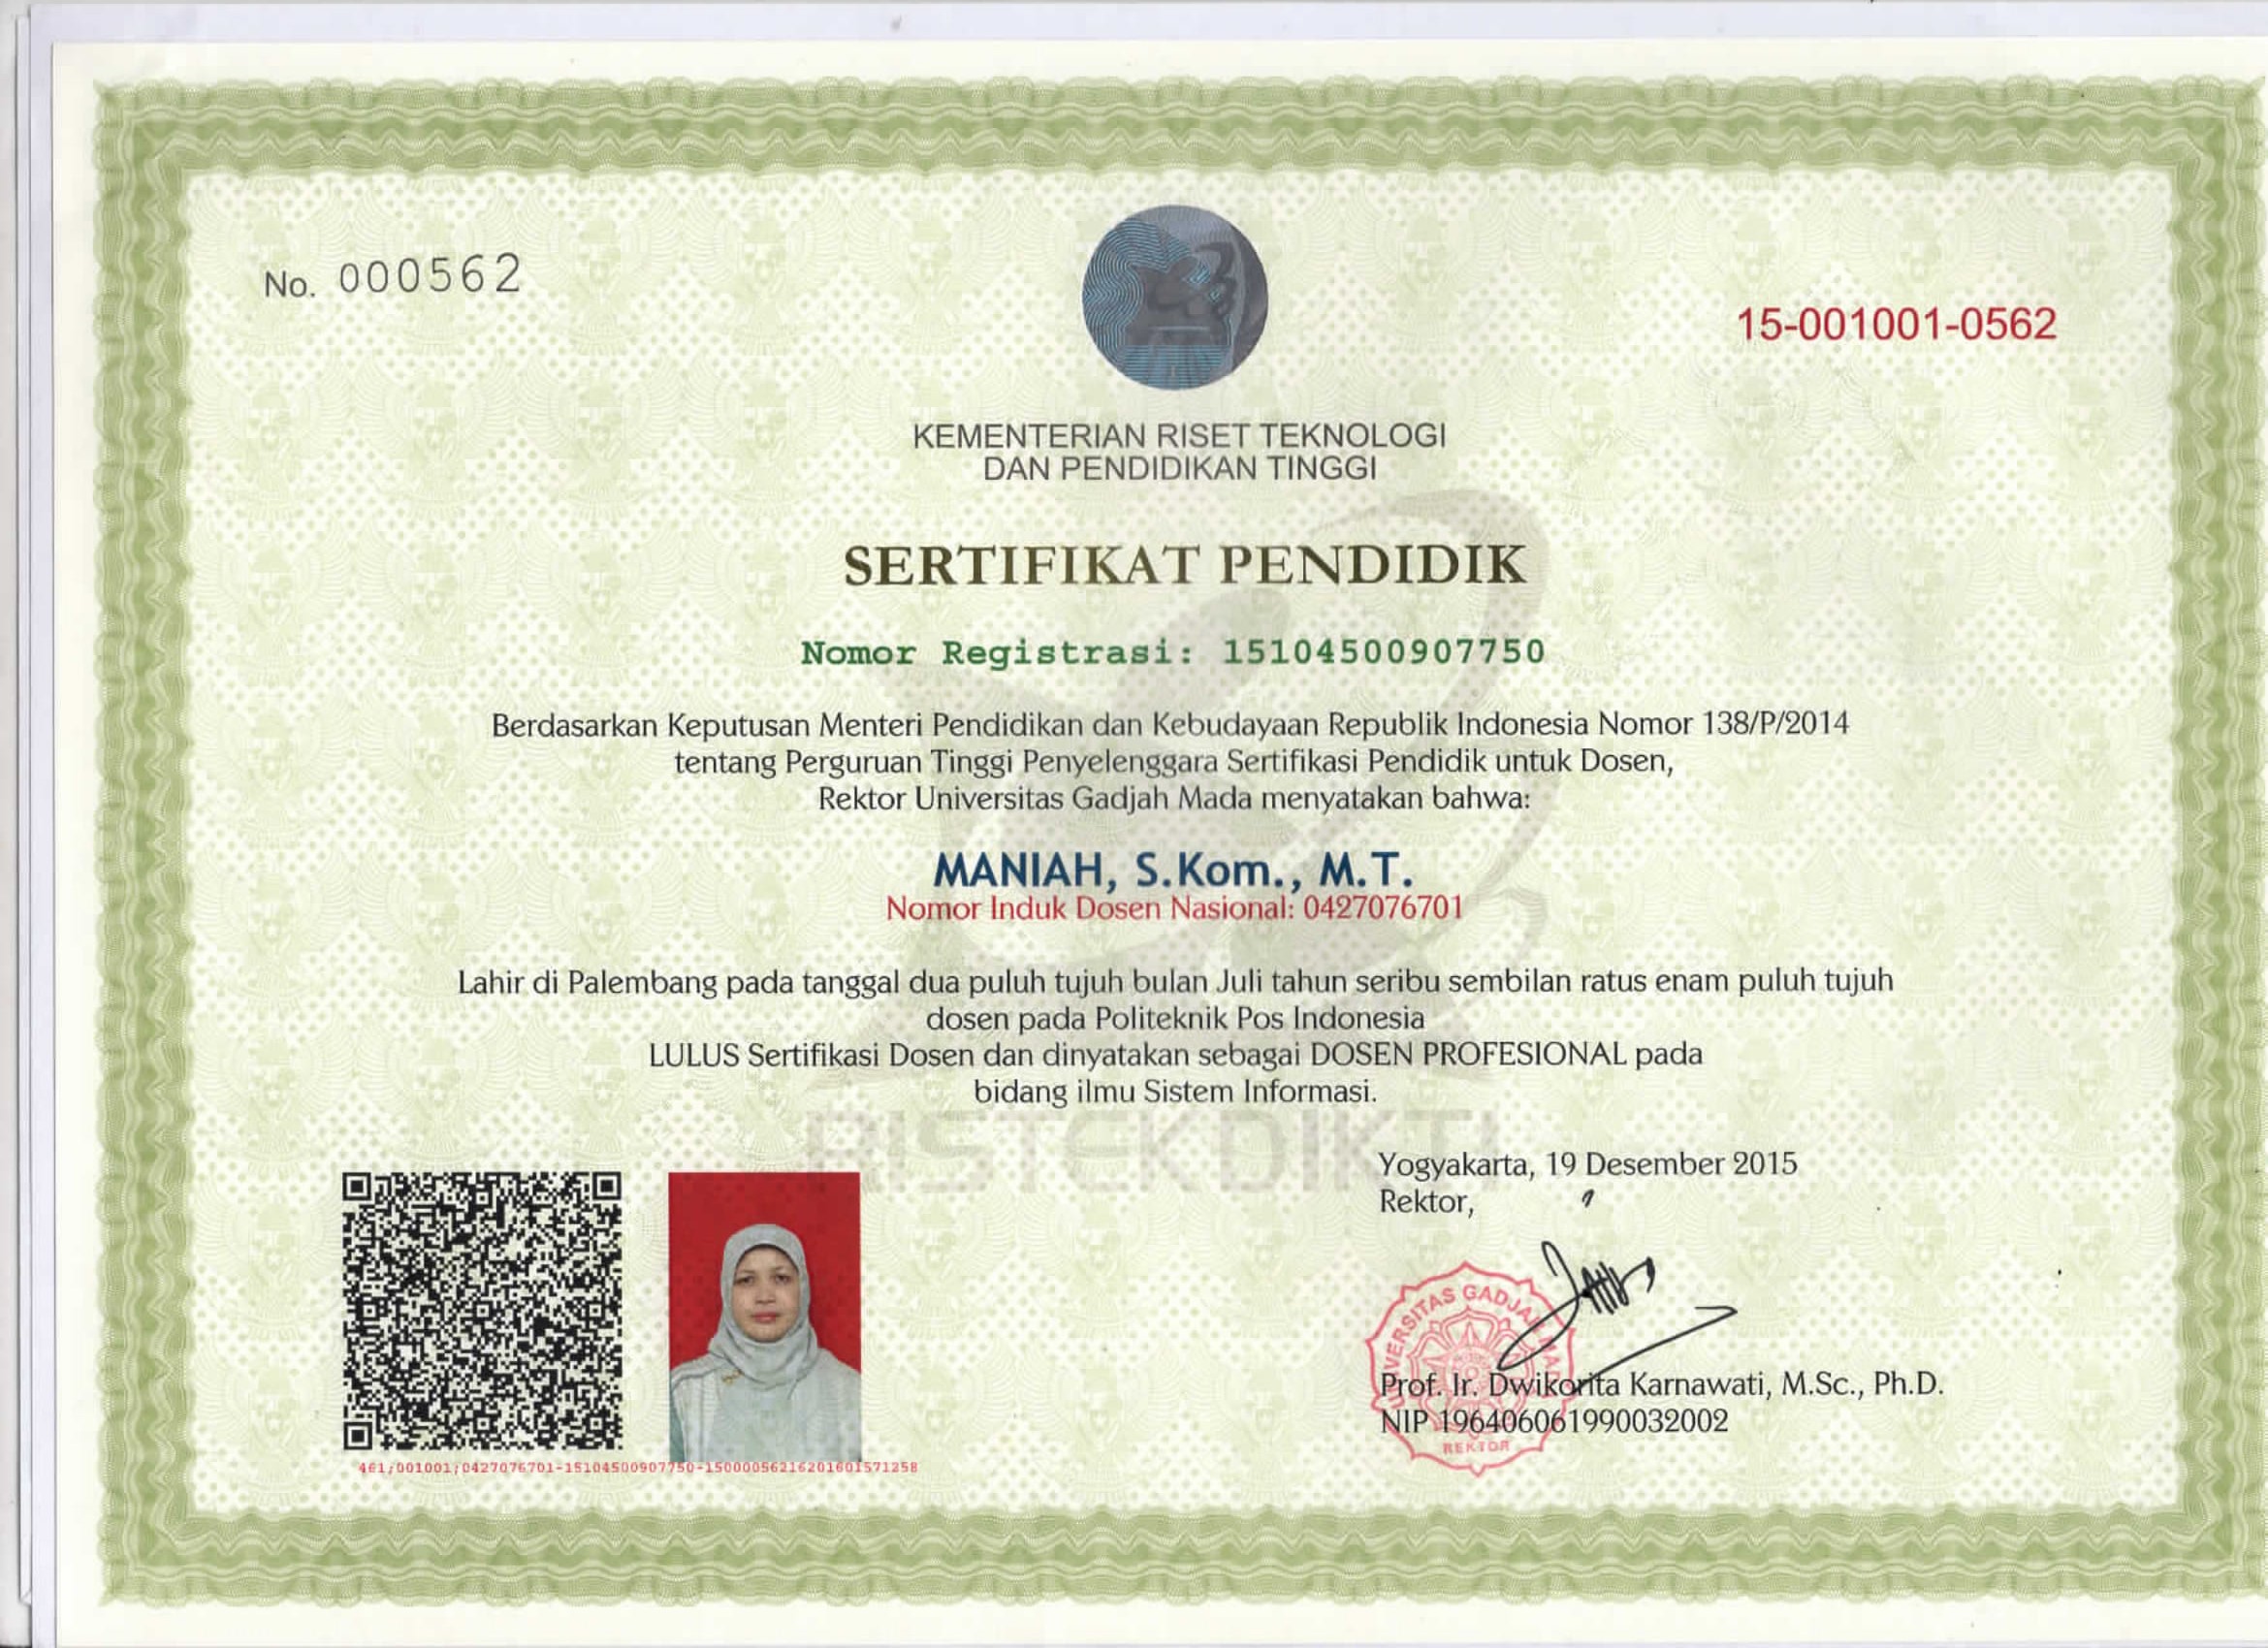 No. 000562
15-001001-0562
KEMENTERIAN RISET TEKNOLOGI
DAN PENDIDIKAN TINGGI
SERTIFIKAT PENDIDIK
Nomor Registrasi: 15104500907750
Berdasarkan Keputusan Menteri Pendidikan dan Kebudayaan Republik Indonesia Nomor 138/P/2014
tentang Perguruan Tinggi Penyelenggara Sertifikasi Pendidik untuk Dosen,
Rektor Universitas Gadjah Mada menyatakan bahwa:
MANIAH, S.Kom., M.T.
Nomor Induk Dosen Nasional: 0427076701
Lahir di Palembang pada tanggal dua puluh tujuh bulan Juli tahun seribu sembilan ratus enam puluh tujuh
dosen pada Politeknik Pos Indonesia
LULUS Sertifikasi Dosen dan dinyatakan sebagai DOSEN PROFESIONAL pada
bidang ilmu Sistem Informasi.
RISTEKDIKTI
Yogyakarta, 19 Desember 2015
Rektor,
UNIVERSITAS GADJAH MADA
Prof. Ir. Dwikorita Karnawati, M.Sc., Ph.D.
NIP 196406061990032002
REKTOR
461;001001;0427076701-15104500907750-15000056216201601571258